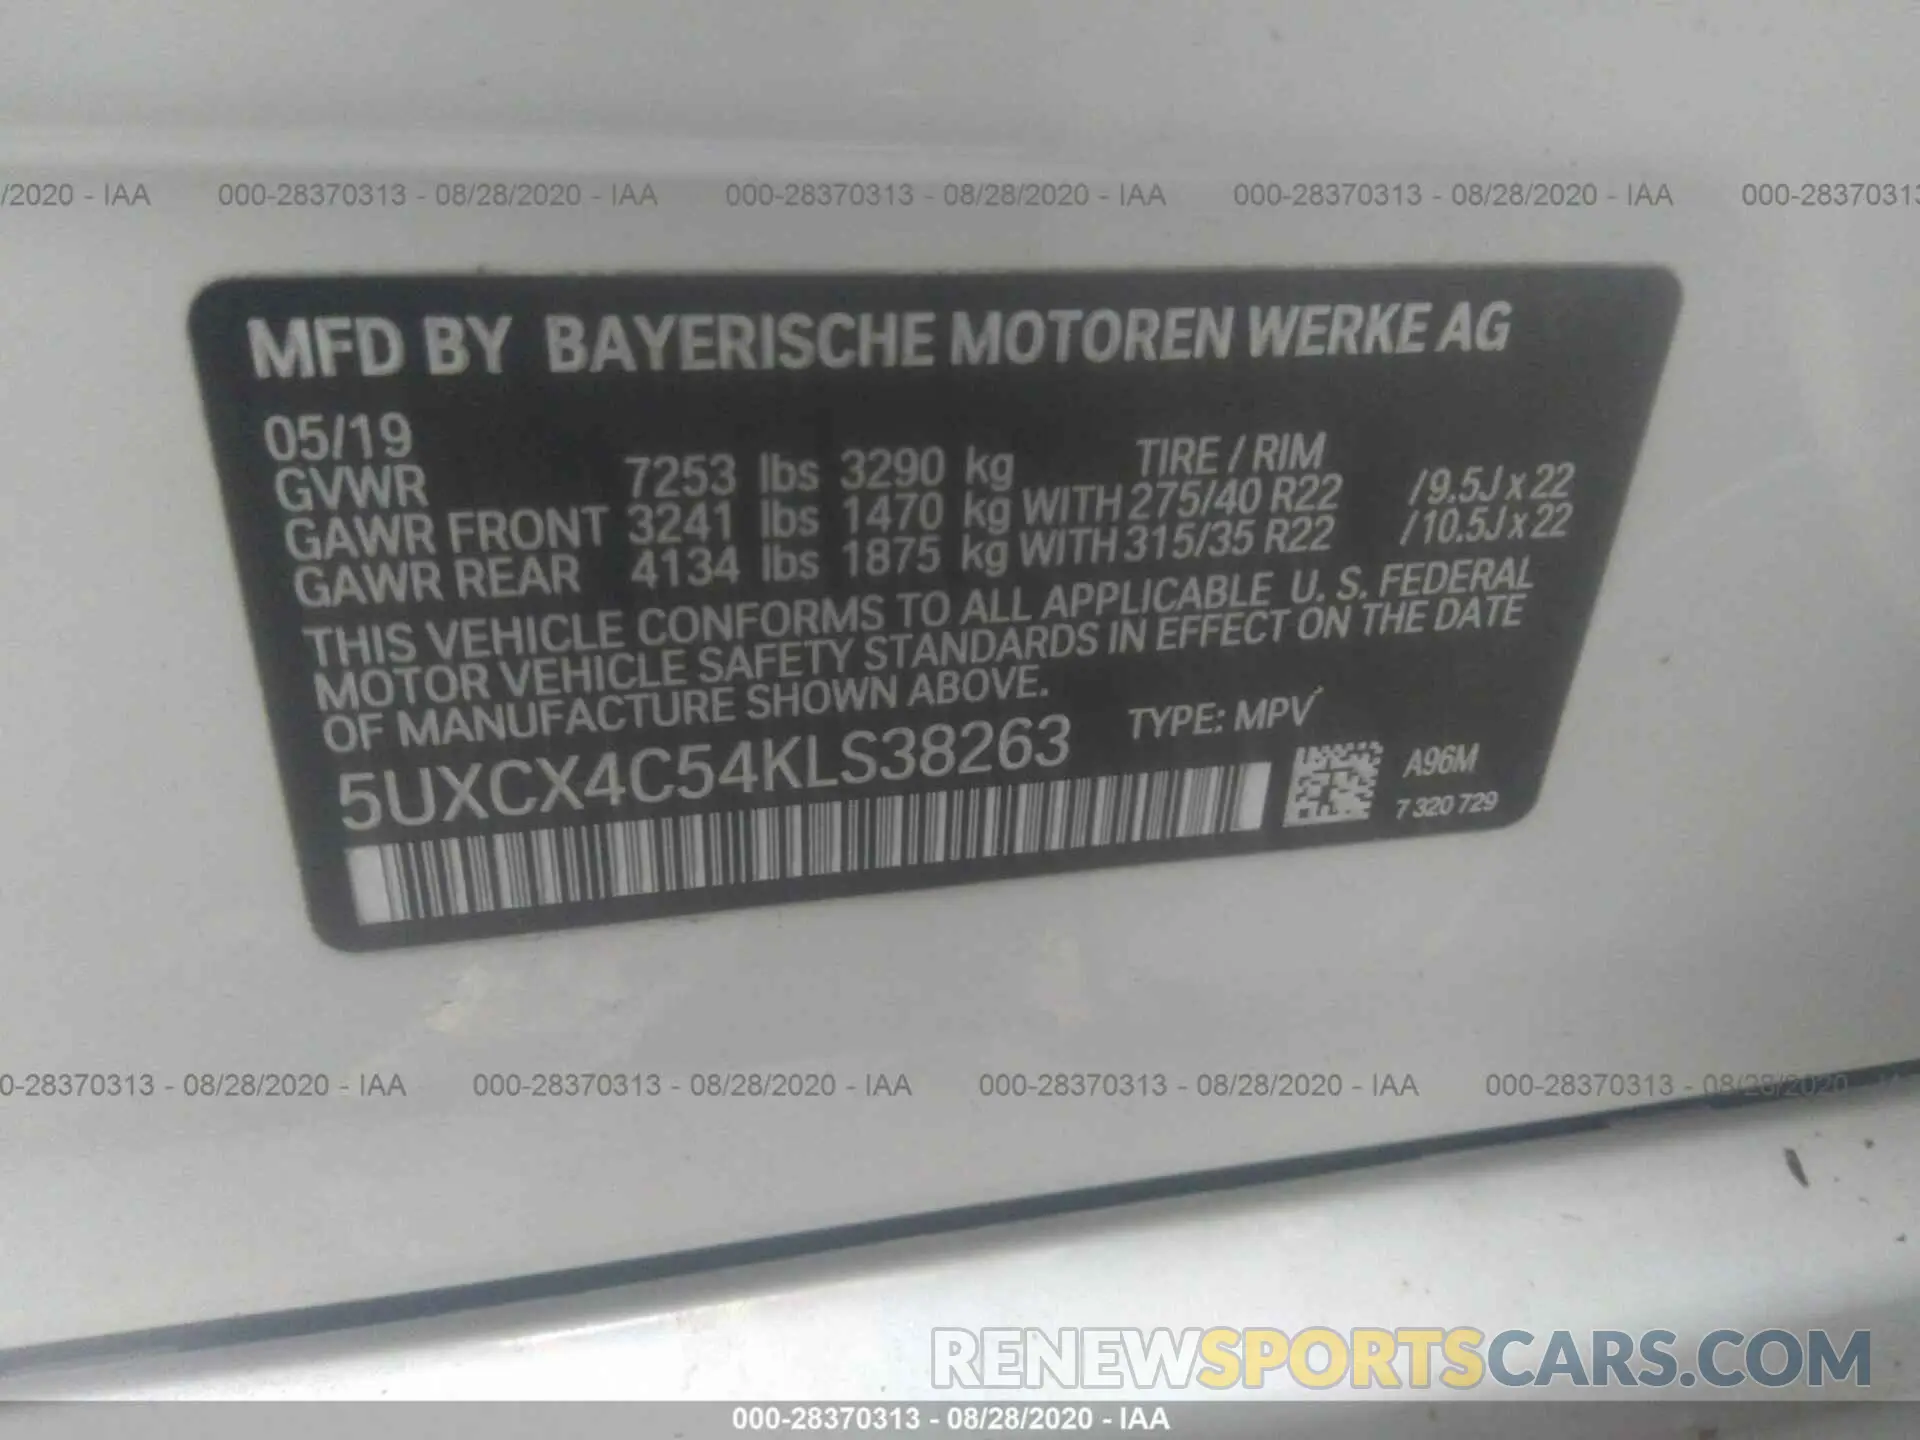 /2020 - IAA 000-28370313 - 08/28/2020 - IAA 000-28370313 - 08/28/2020 - IAA 000-28370313 - 08/28/2020 - IAA 000-28370313
MFD BY BAYERISCHE MOTOREN WERKE AG
05/19 TIRE / RIM
GVWR 7253 lbs 3290 kg
GAWR FRONT 3241 lbs 1470 kg WITH 275/40 R22 /9.5J x 22
GAWR REAR 4134 lbs 1875 kg WITH 315/35 R22 /10.5J x 22
THIS VEHICLE CONFORMS TO ALL APPLICABLE U. S. FEDERAL
MOTOR VEHICLE SAFETY STANDARDS IN EFFECT ON THE DATE
OF MANUFACTURE SHOWN ABOVE.
5UXCX4C54KLS38263 TYPE: MPV
A96M
7 320 729
0-28370313 - 08/28/2020 - IAA 000-28370313 - 08/28/2020 - IAA 000-28370313 - 08/28/2020 - IAA 000-28370313 - 08/28/2020 - IA
RENEWSPORTSCARS.COM
000-28370313 - 08/28/2020 - IAA